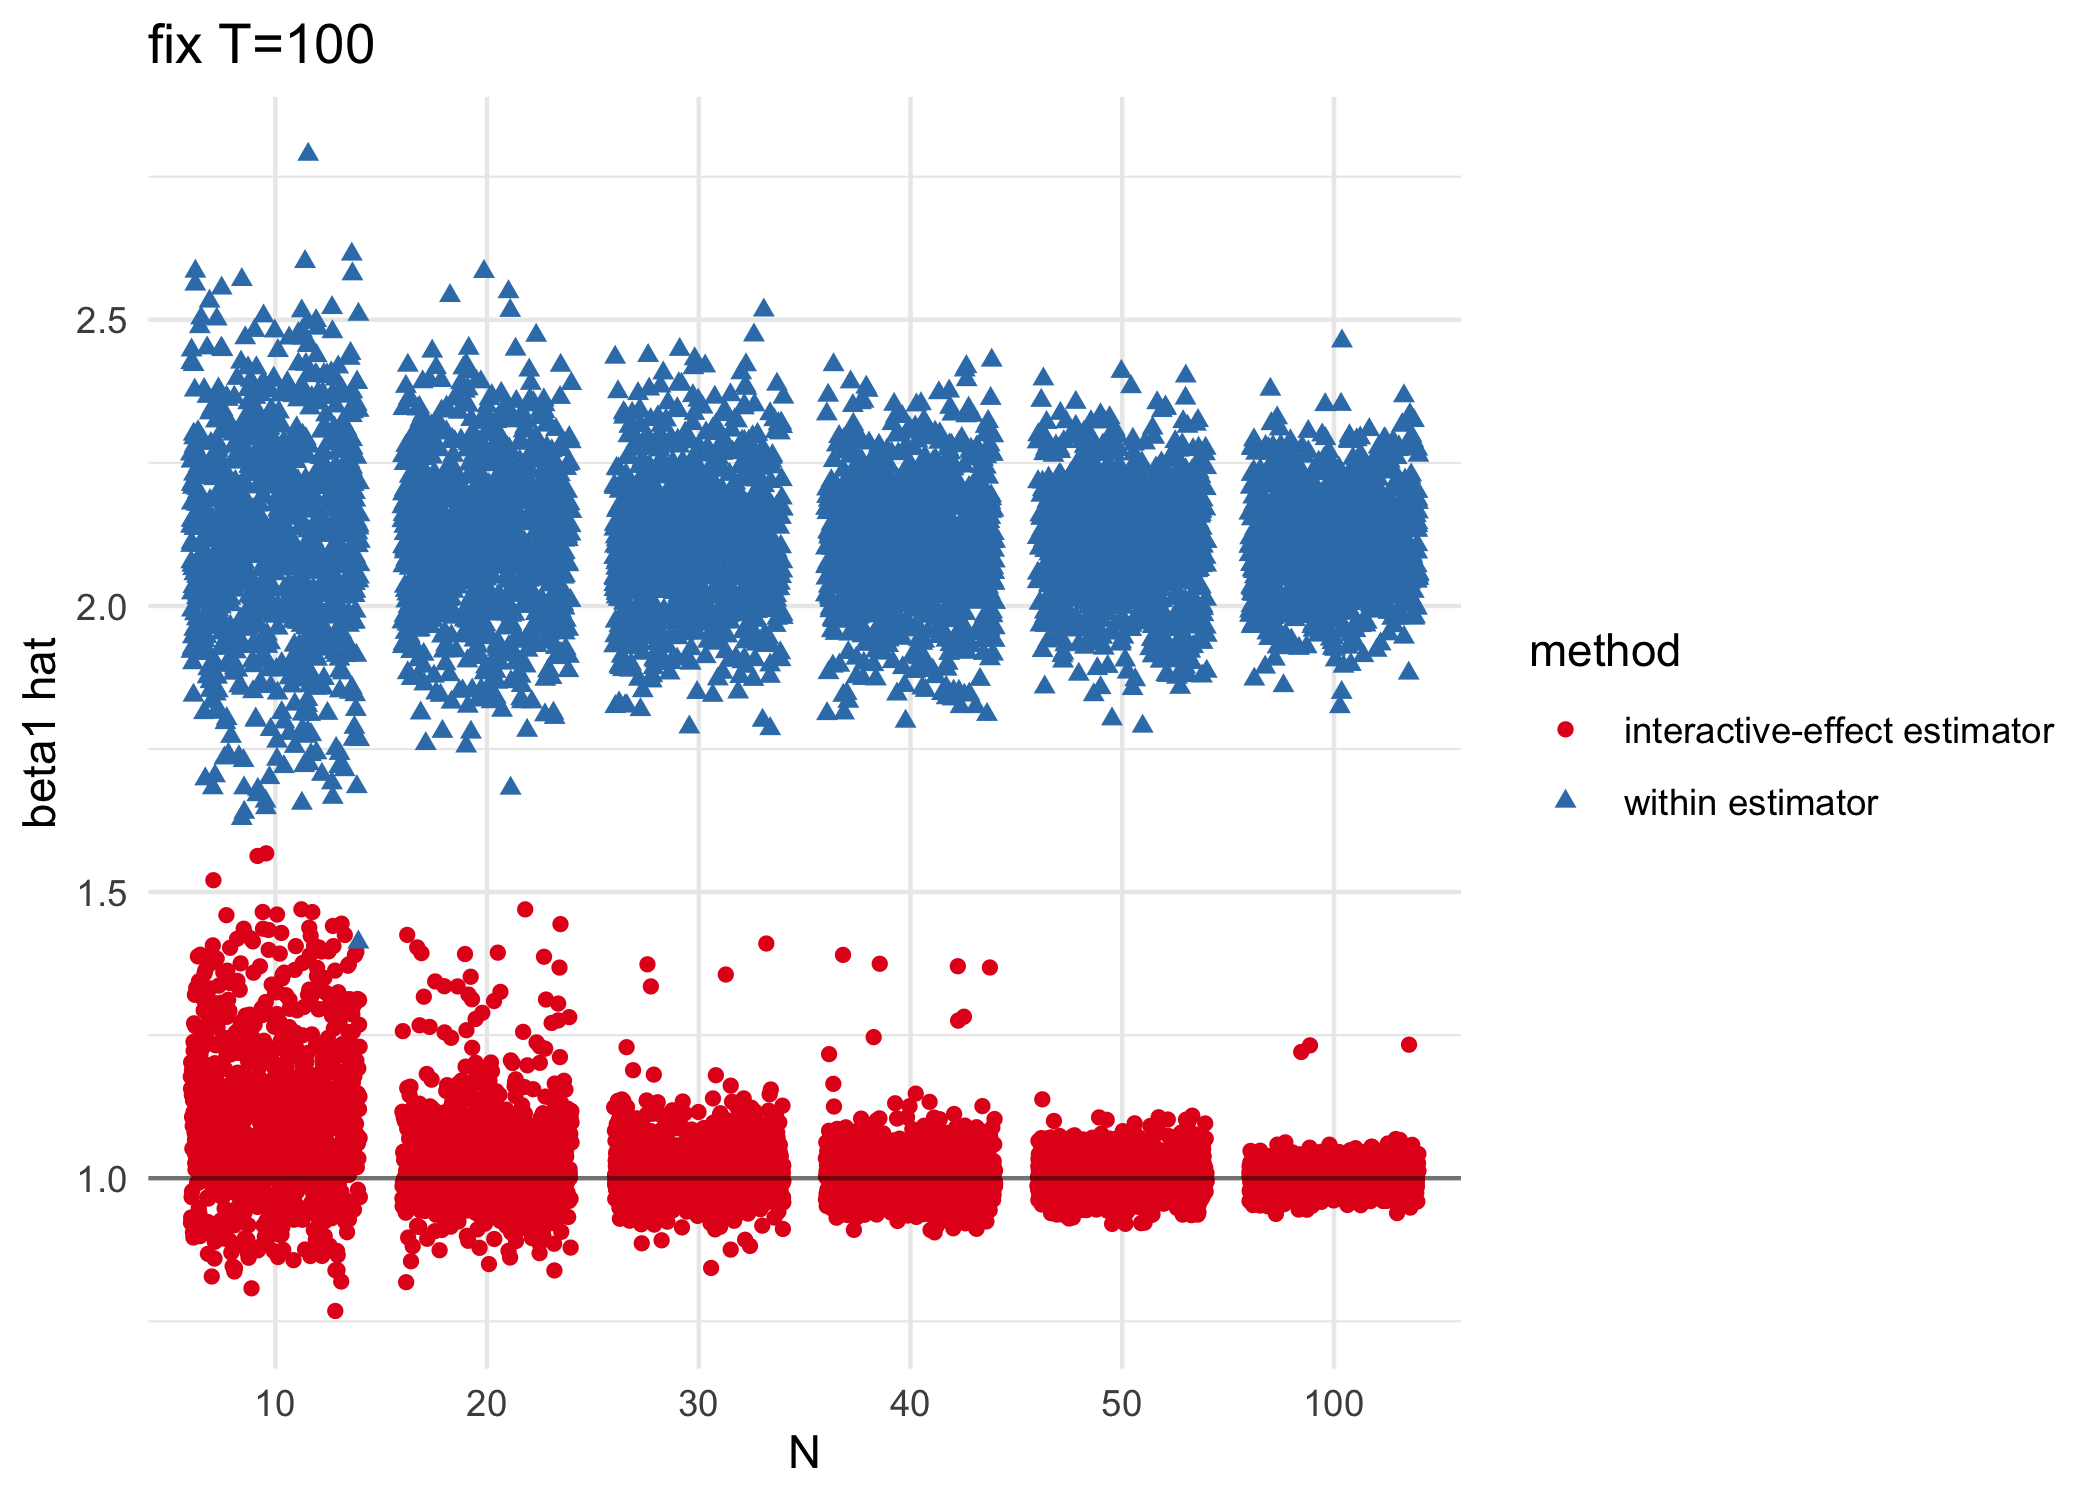 fix T=100
beta1 hat
2.5
2.0
1.5
1.0
10 20 30 40 50 100
N
method
interactive-effect estimator
within estimator